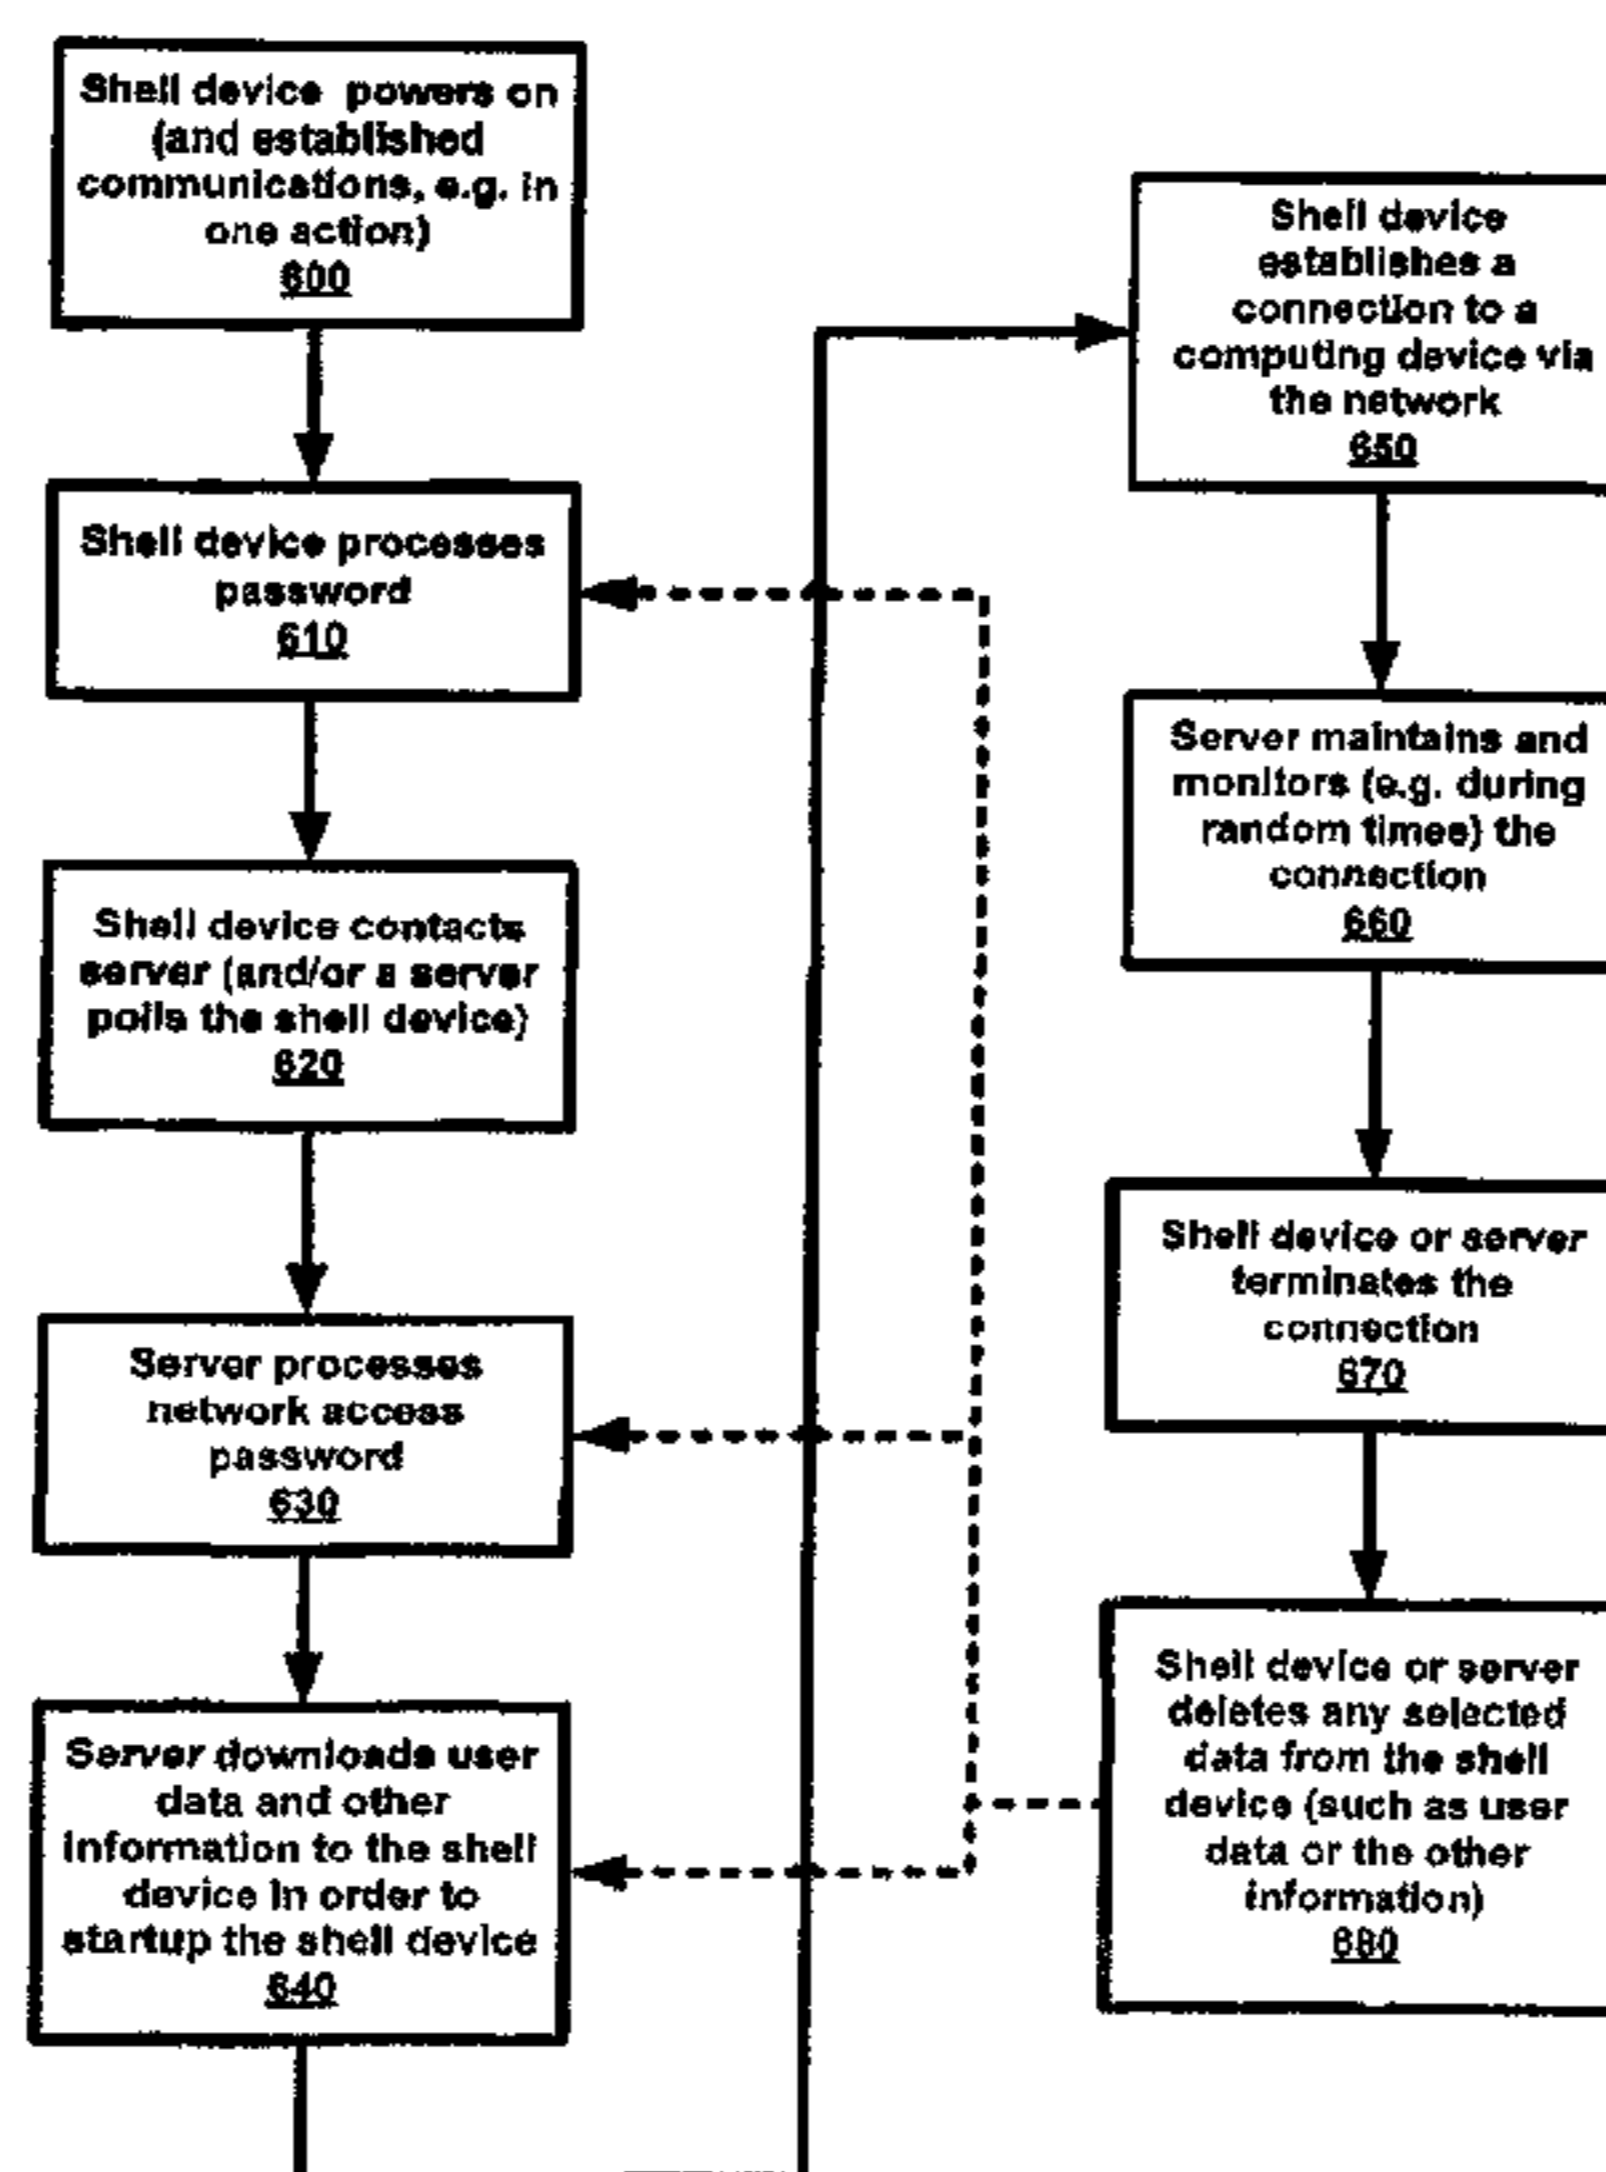 Shell device powers on
(and established
communications, e.g. in
one action)
600
Shell device processes
password
610
Shell device contacts
server (and/or a server
polls the shell device)
620
Server processes
network access
password
630
Server downloads user
data and other
information to the shell
device in order to
startup the shell device
640
Shell device
establishes a
connection to a
computing device via
the network
650
Server maintains and
monitors (e.g. during
random times) the
connection
660
Shell device or server
terminates the
connection
670
Shell device or server
deletes any selected
data from the shell
device (such as user
data or the other
information)
680